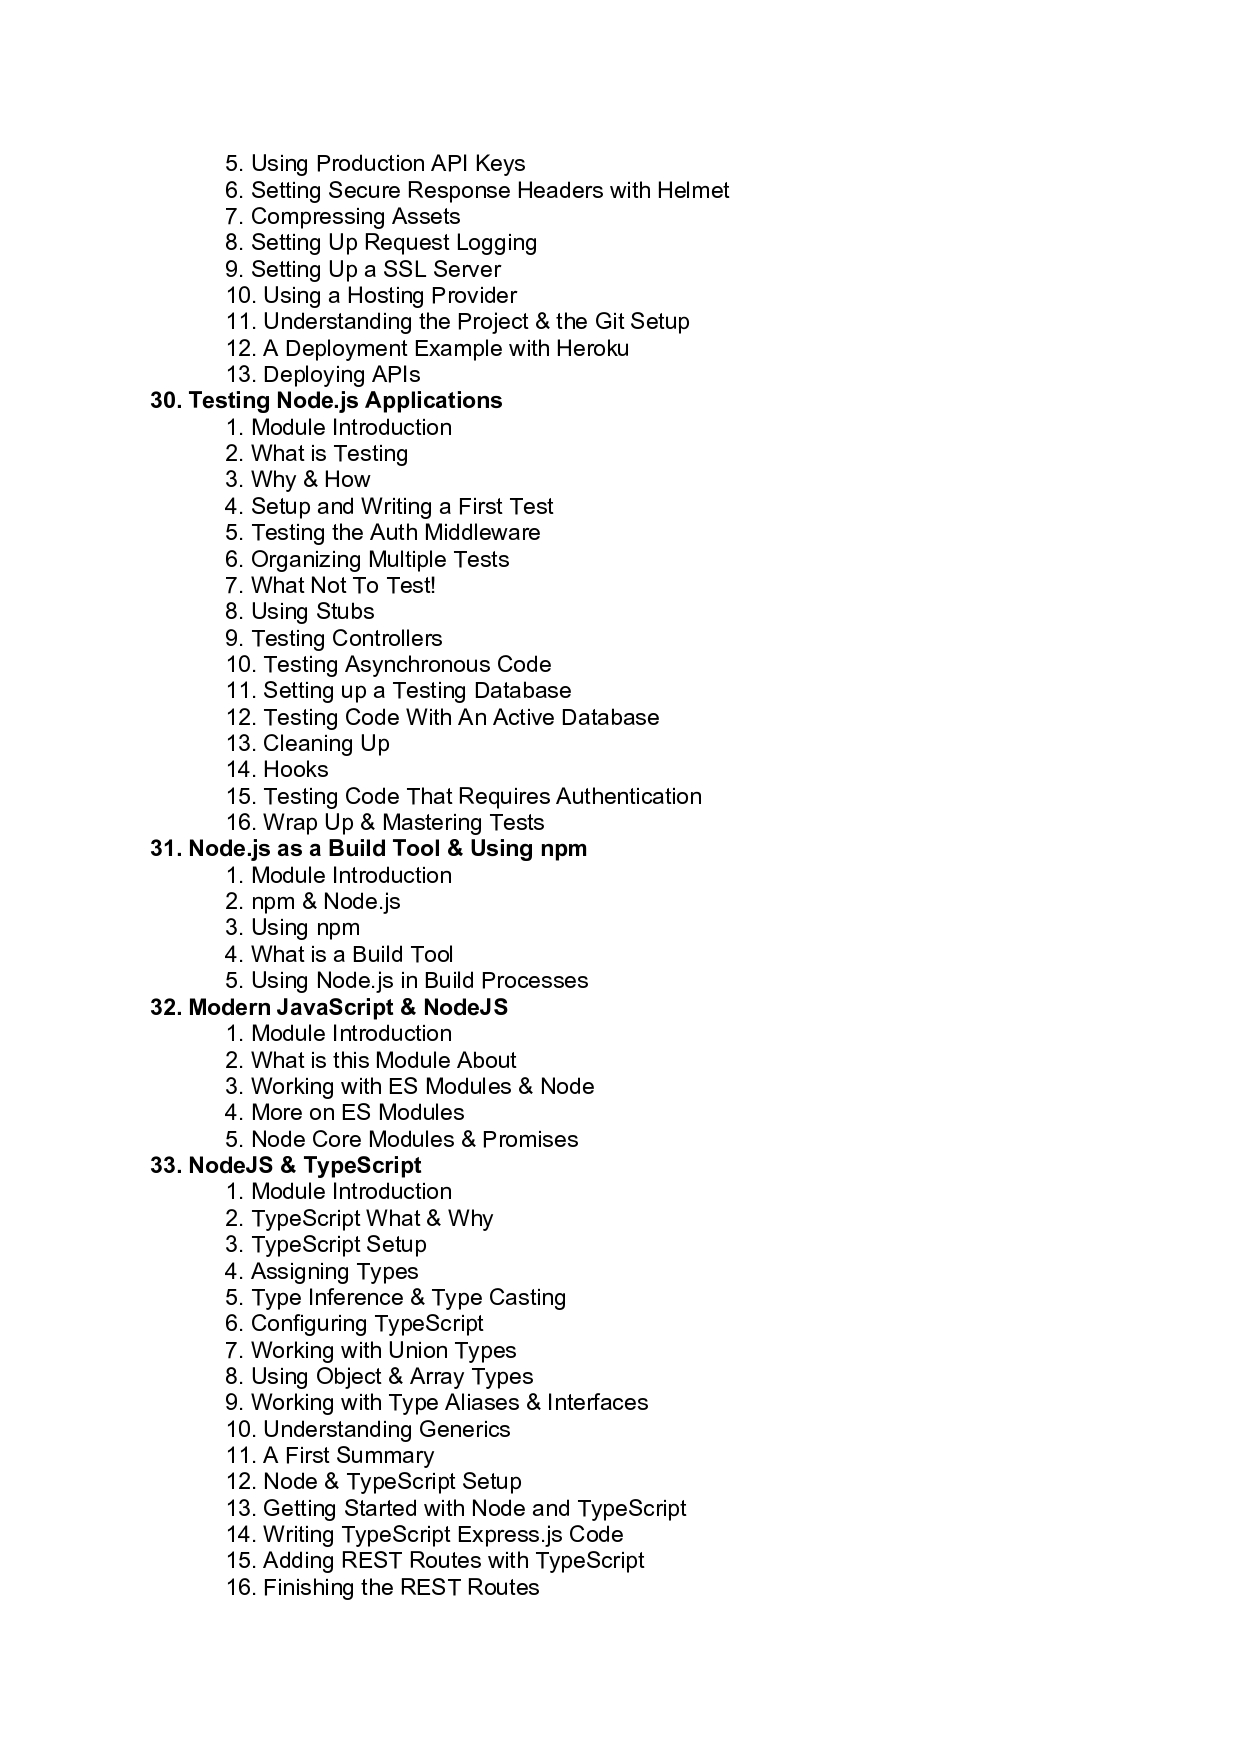 5. Using Production API Keys
6. Setting Secure Response Headers with Helmet
7. Compressing Assets
8. Setting Up Request Logging
9. Setting Up a SSL Server
10. Using a Hosting Provider
11. Understanding the Project & the Git Setup
12. A Deployment Example with Heroku
13. Deploying APIs
30. Testing Node.js Applications
1. Module Introduction
2. What is Testing
3. Why & How
4. Setup and Writing a First Test
5. Testing the Auth Middleware
6. Organizing Multiple Tests
7. What Not To Test!
8. Using Stubs
9. Testing Controllers
10. Testing Asynchronous Code
11. Setting up a Testing Database
12. Testing Code With An Active Database
13. Cleaning Up
14. Hooks
15. Testing Code That Requires Authentication
16. Wrap Up & Mastering Tests
31. Node.js as a Build Tool & Using npm
1. Module Introduction
2. npm & Node.js
3. Using npm
4. What is a Build Tool
5. Using Node.js in Build Processes
32. Modern JavaScript & NodeJS
1. Module Introduction
2. What is this Module About
3. Working with ES Modules & Node
4. More on ES Modules
5. Node Core Modules & Promises
33. NodeJS & TypeScript
1. Module Introduction
2. TypeScript What & Why
3. TypeScript Setup
4. Assigning Types
5. Type Inference & Type Casting
6. Configuring TypeScript
7. Working with Union Types
8. Using Object & Array Types
9. Working with Type Aliases & Interfaces
10. Understanding Generics
11. A First Summary
12. Node & TypeScript Setup
13. Getting Started with Node and TypeScript
14. Writing TypeScript Express.js Code
15. Adding REST Routes with TypeScript
16. Finishing the REST Routes